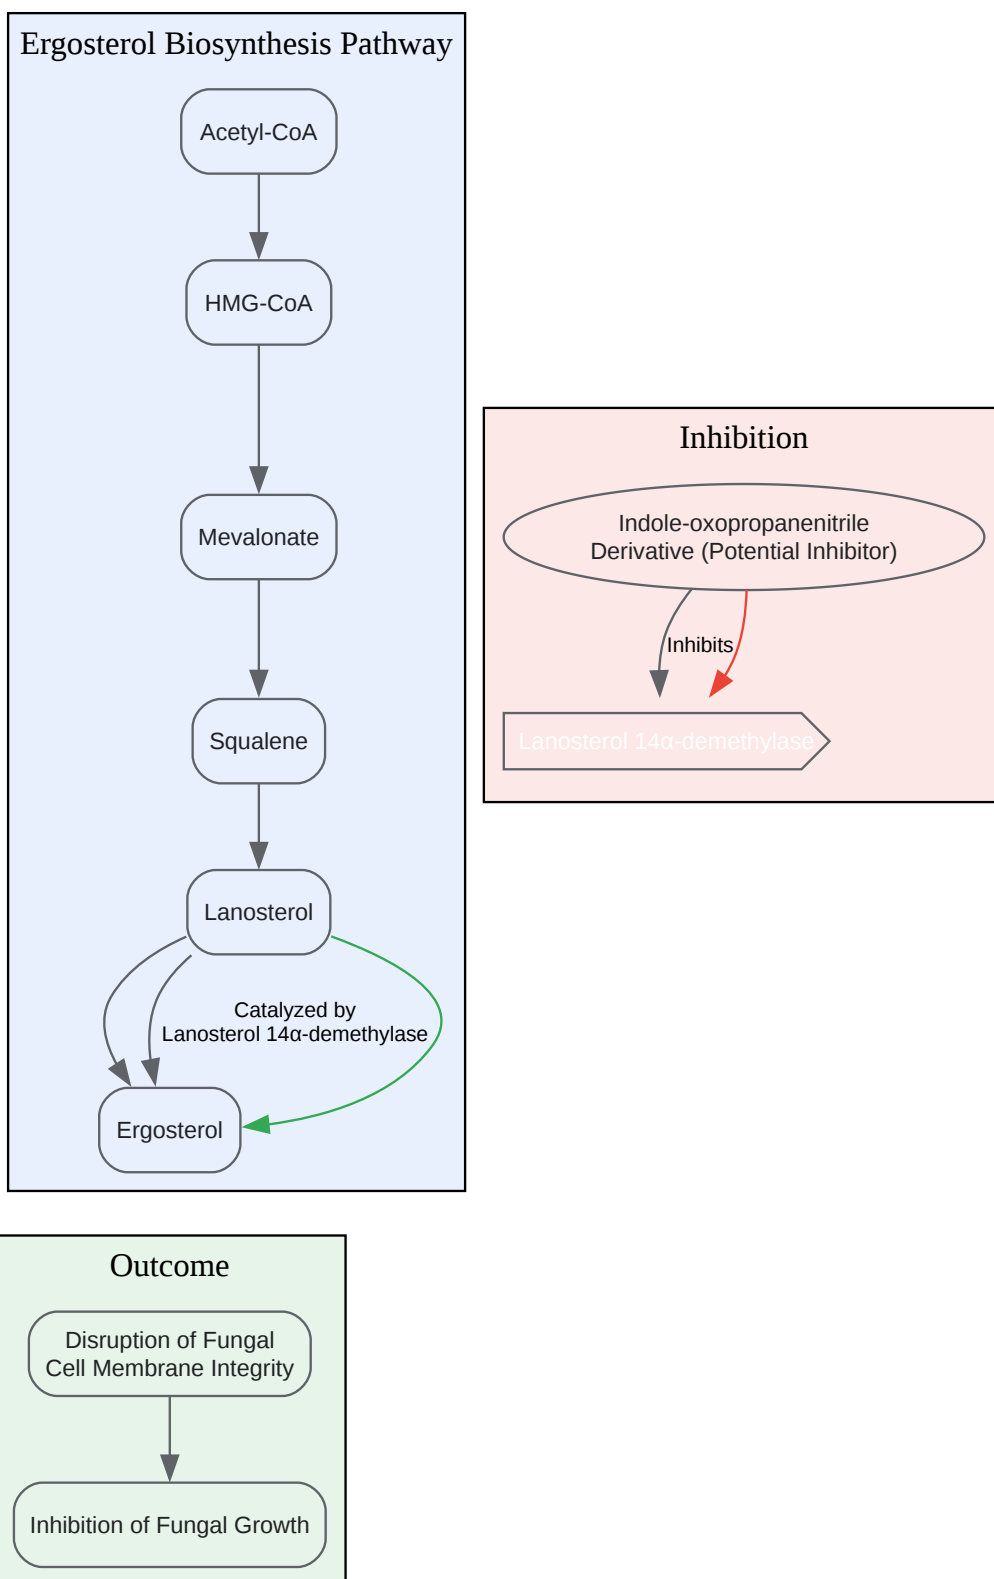 Ergosterol Biosynthesis Pathway
Acetyl-CoA
HMG-CoA
Mevalonate
Squalene
Lanosterol
Catalyzed by
Lanosterol 14α-demethylase
Ergosterol
Inhibition
Indole-oxopropanenitrile
Derivative (Potential Inhibitor)
Inhibits
Lanosterol 14α-demethylase
Outcome
Disruption of Fungal
Cell Membrane Integrity
Inhibition of Fungal Growth